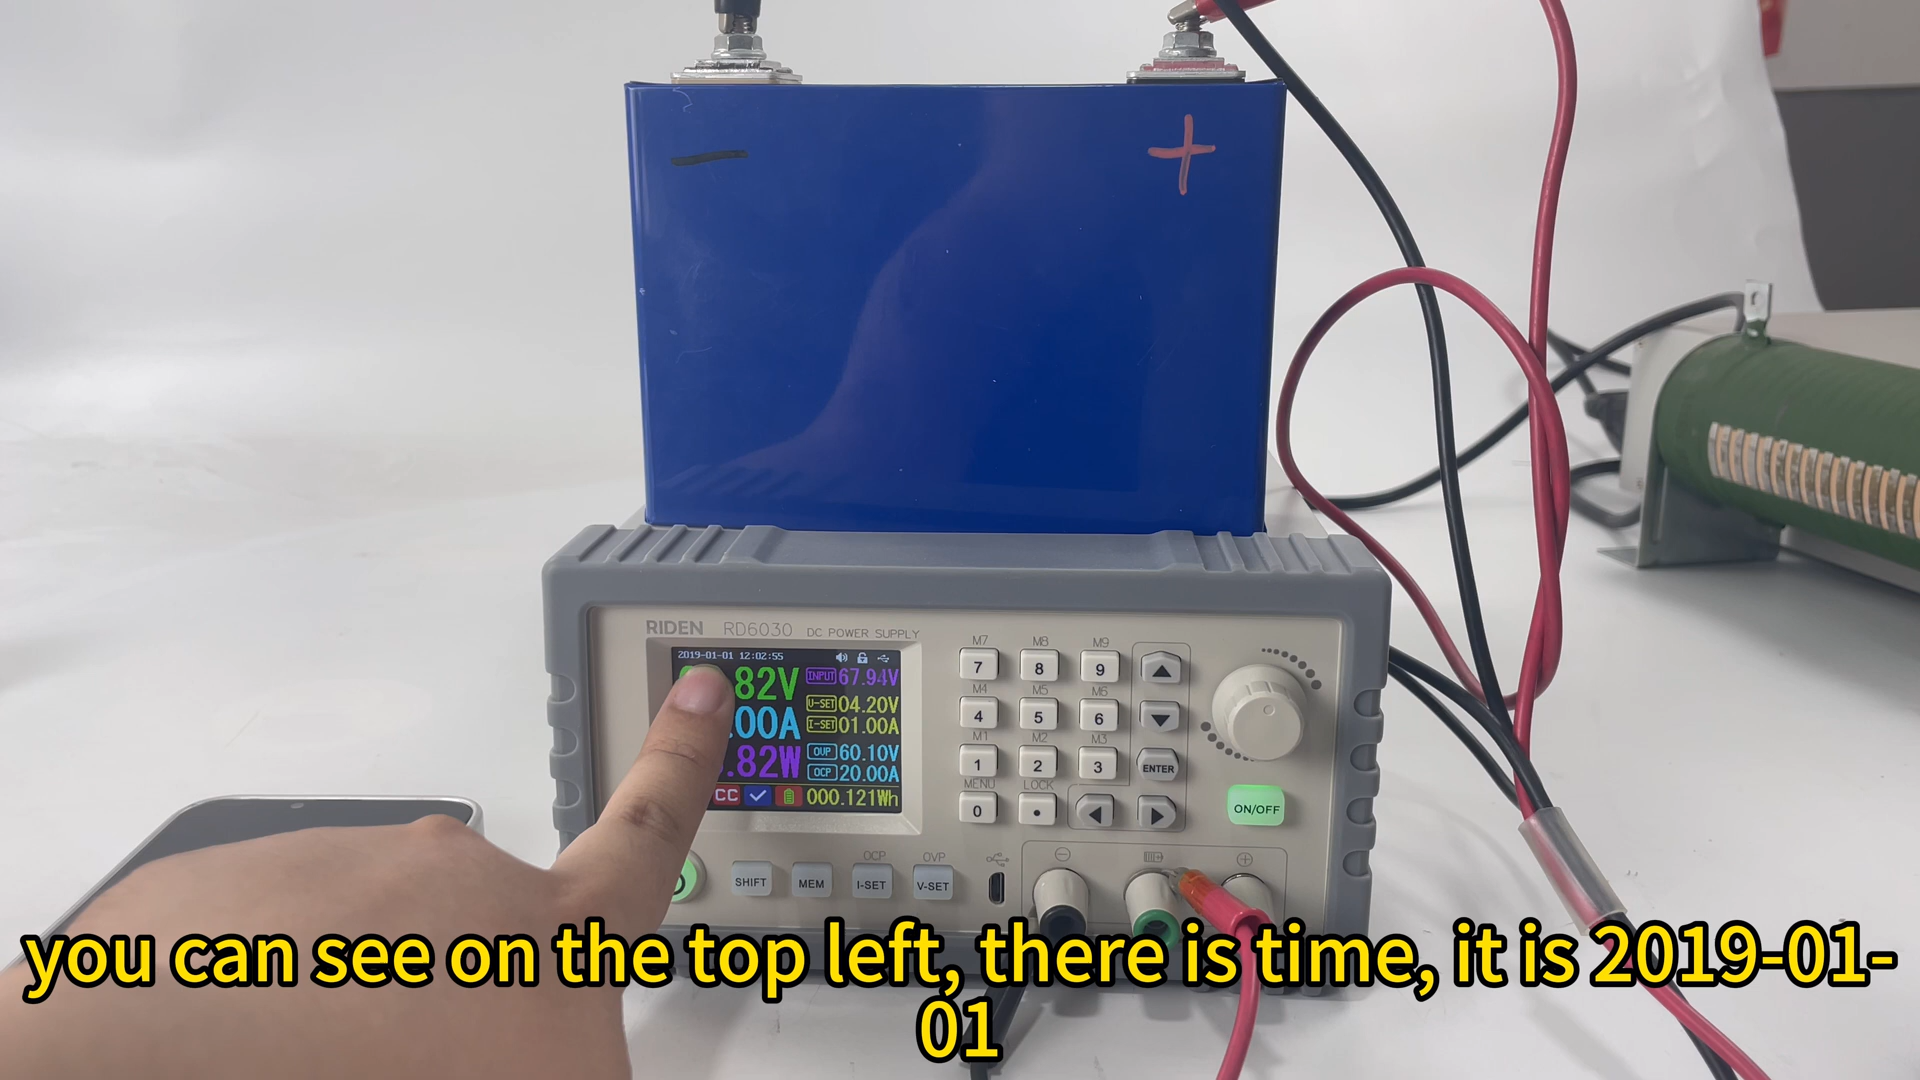 − +
RIDEN RD6030 DC POWER SUPPLY
2019-01-01 12:02:55
82V INPUT 67.94V
V-SET 04.20V
.00A I-SET 01.00A
OVP 60.10V
.82W OCP 20.00A
CC 000.121Wh
M7 M8 M9
7 8 9
M4 M5 M6
4 5 6
M1 M2 M3
1 2 3 ENTER
MENU LOCK
0 .
ON/OFF
OCP OVP
SHIFT MEM I-SET V-SET
you can see on the top left, there is time, it is 2019-01-
01